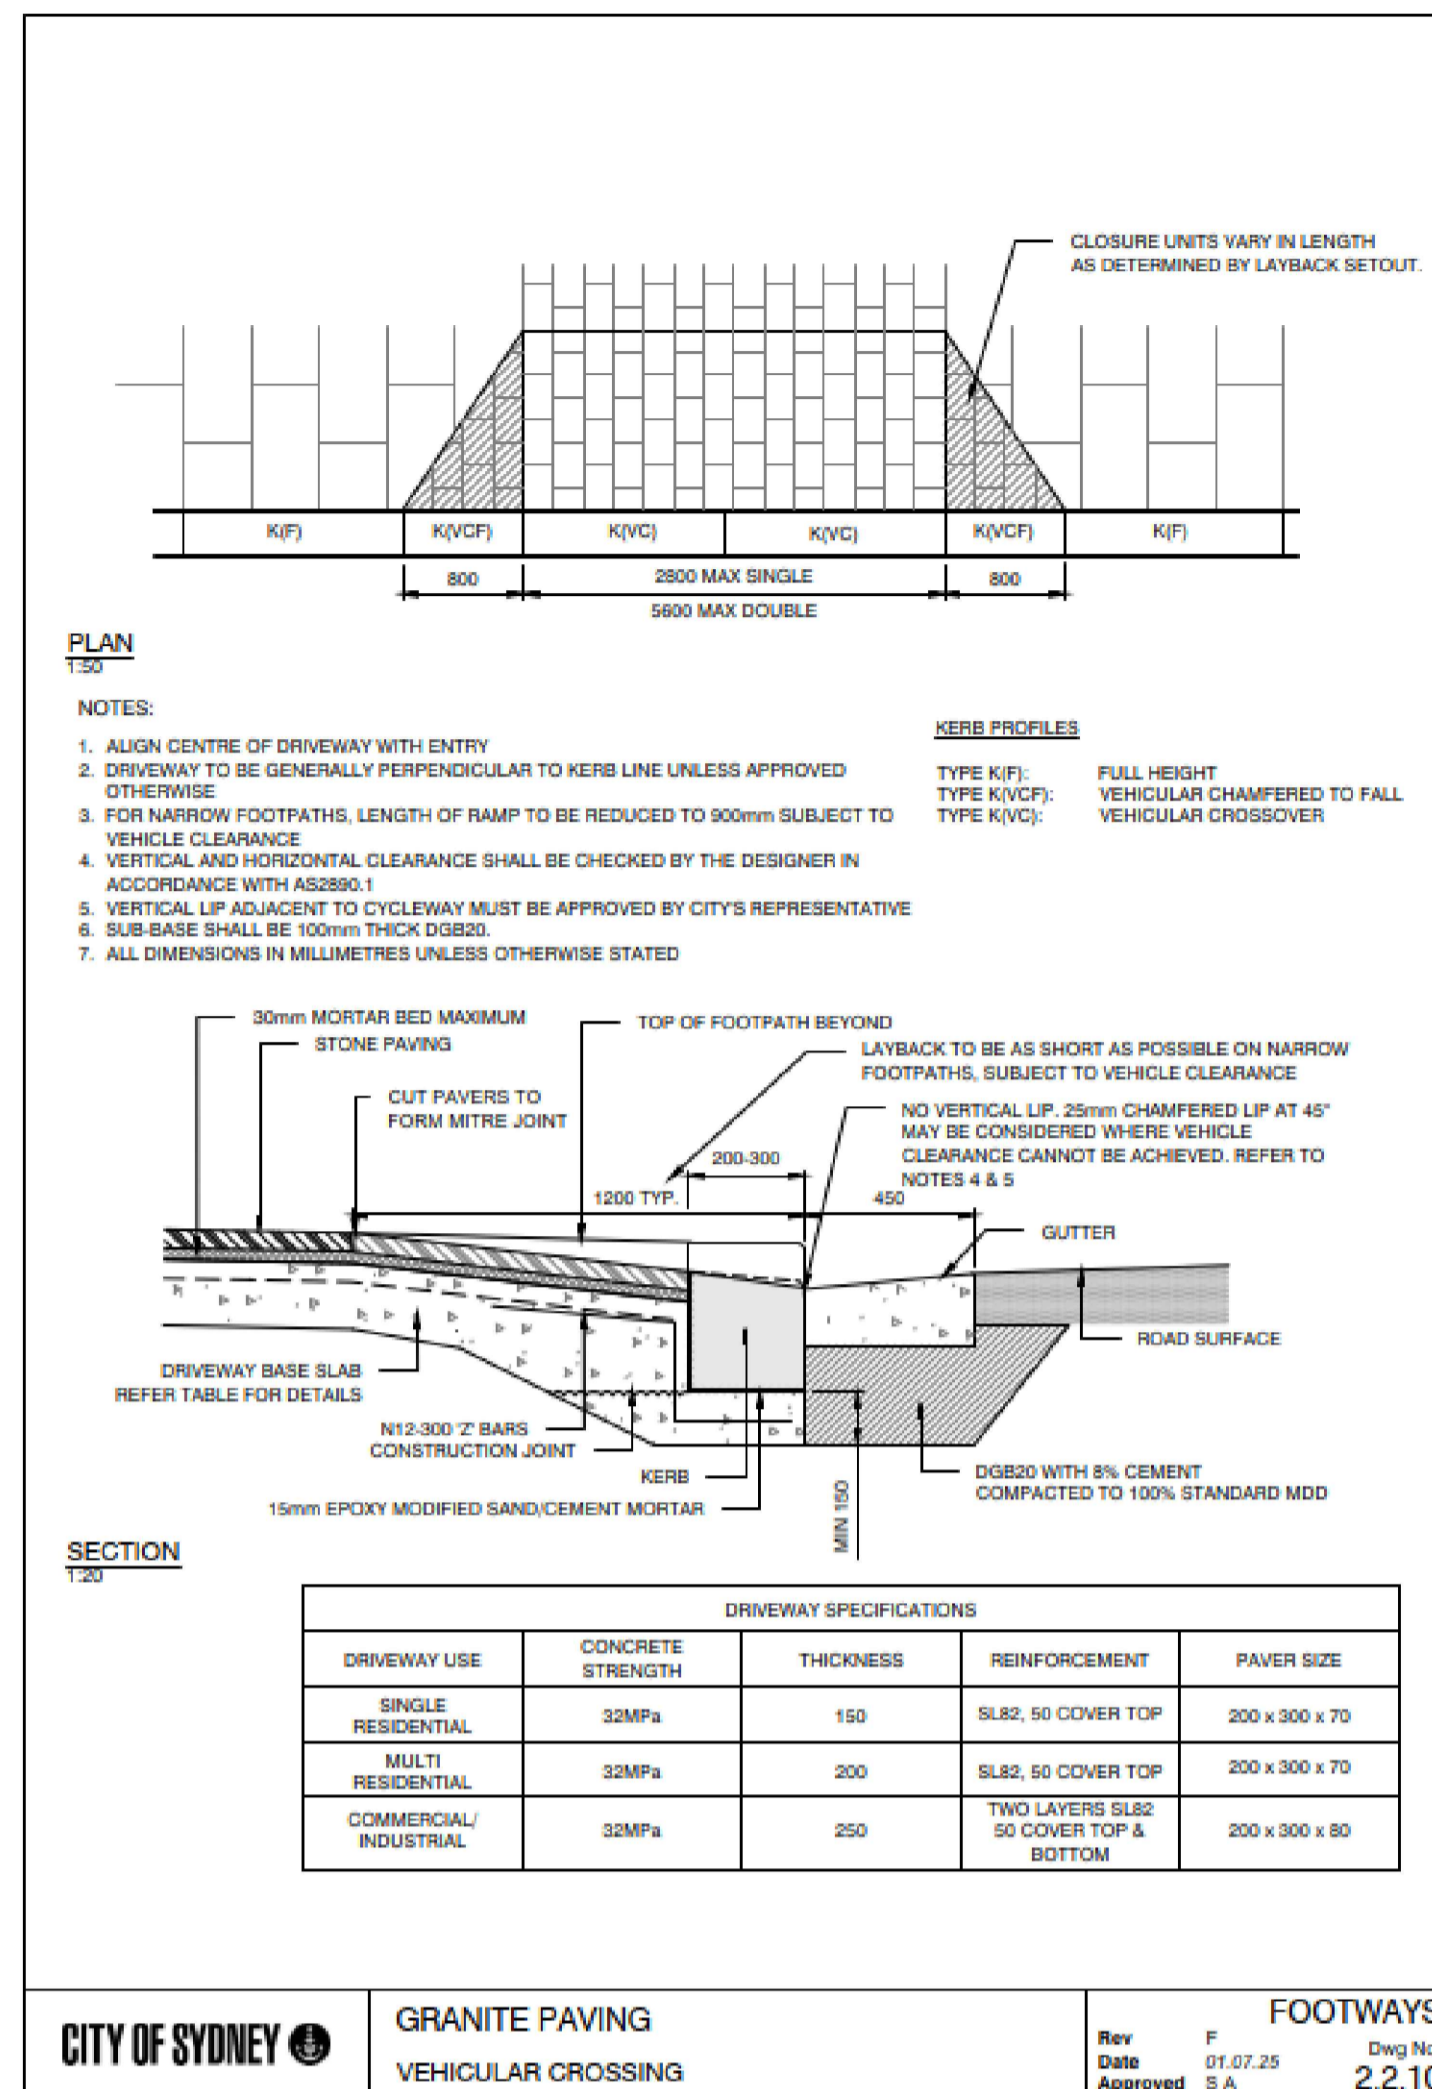 CLOSURE UNITS VARY IN LENGTH
AS DETERMINED BY LAYBACK SETOUT.
K(F)
K(VCF)
K(VC)
K(VC)
K(VCF)
K(F)
800
2800 MAX SINGLE
800
5600 MAX DOUBLE
PLAN
1:50
NOTES:
1. ALIGN CENTRE OF DRIVEWAY WITH ENTRY
2. DRIVEWAY TO BE GENERALLY PERPENDICULAR TO KERB LINE UNLESS APPROVED
OTHERWISE
3. FOR NARROW FOOTPATHS, LENGTH OF RAMP TO BE REDUCED TO 900mm SUBJECT TO
VEHICLE CLEARANCE
4. VERTICAL AND HORIZONTAL CLEARANCE SHALL BE CHECKED BY THE DESIGNER IN
ACCORDANCE WITH AS2890.1
5. VERTICAL LIP ADJACENT TO CYCLEWAY MUST BE APPROVED BY CITY'S REPRESENTATIVE
6. SUB-BASE SHALL BE 100mm THICK DGB20.
7. ALL DIMENSIONS IN MILLIMETRES UNLESS OTHERWISE STATED
KERB PROFILES
TYPE K(F): FULL HEIGHT
TYPE K(VCF): VEHICULAR CHAMFERED TO FALL
TYPE K(VC): VEHICULAR CROSSOVER
30mm MORTAR BED MAXIMUM
STONE PAVING
CUT PAVERS TO
FORM MITRE JOINT
TOP OF FOOTPATH BEYOND
LAYBACK TO BE AS SHORT AS POSSIBLE ON NARROW
FOOTPATHS, SUBJECT TO VEHICLE CLEARANCE
NO VERTICAL LIP. 25mm CHAMFERED LIP AT 45°
MAY BE CONSIDERED WHERE VEHICLE
CLEARANCE CANNOT BE ACHIEVED. REFER TO
NOTES 4 & 5
200-300
1200 TYP.
450
GUTTER
ROAD SURFACE
DRIVEWAY BASE SLAB
REFER TABLE FOR DETAILS
N12-300 'Z' BARS
CONSTRUCTION JOINT
KERB
15mm EPOXY MODIFIED SAND/CEMENT MORTAR
MIN 150
DGB20 WITH 8% CEMENT
COMPACTED TO 100% STANDARD MDD
SECTION
1:20
DRIVEWAY SPECIFICATIONS
DRIVEWAY USE
CONCRETE
STRENGTH
THICKNESS
REINFORCEMENT
PAVER SIZE
SINGLE
RESIDENTIAL
32MPa
150
SL82, 50 COVER TOP
200 x 300 x 70
MULTI
RESIDENTIAL
32MPa
200
SL82, 50 COVER TOP
200 x 300 x 70
COMMERCIAL/
INDUSTRIAL
32MPa
250
TWO LAYERS SL82
50 COVER TOP &
BOTTOM
200 x 300 x 80
CITY OF SYDNEY
GRANITE PAVING
VEHICULAR CROSSING
FOOTWAYS
Rev F
Date 01.07.25
Approved S.A
Dwg No
2.2.10